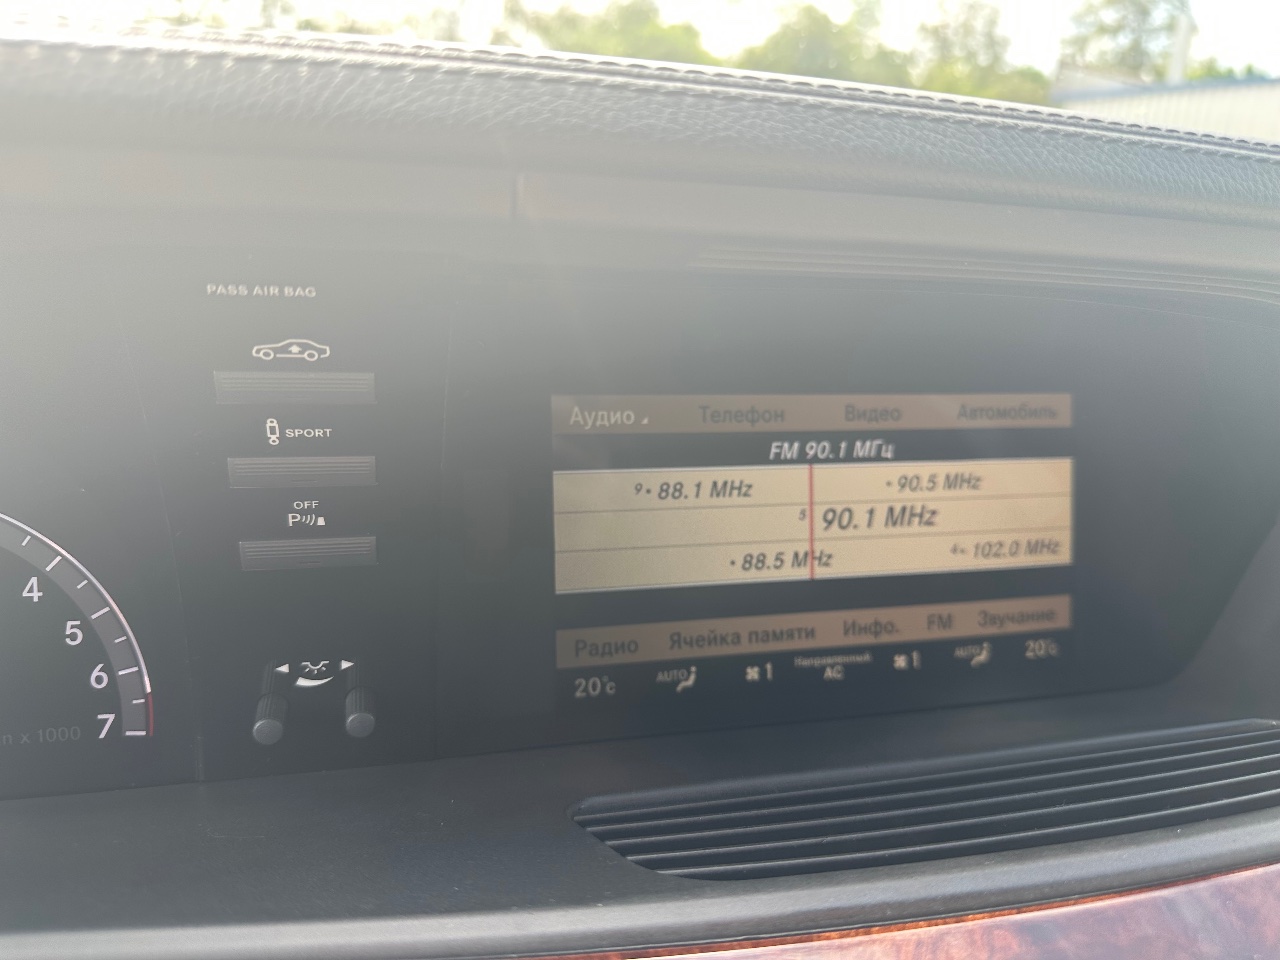 PASS AIR BAG
SPORT
OFF
P
4
5
6
7
n x 1000
Аудио Телефон Видео Автомобиль
FM 90.1 МГц
9 88.1 MHz 90.5 MHz
5 90.1 MHz
88.5 MHz 102.0 MHz
Радио Ячейка памяти Инфо. FM Звучание
20°C AUTO 1 Направленный AC 1 AUTO 20°C